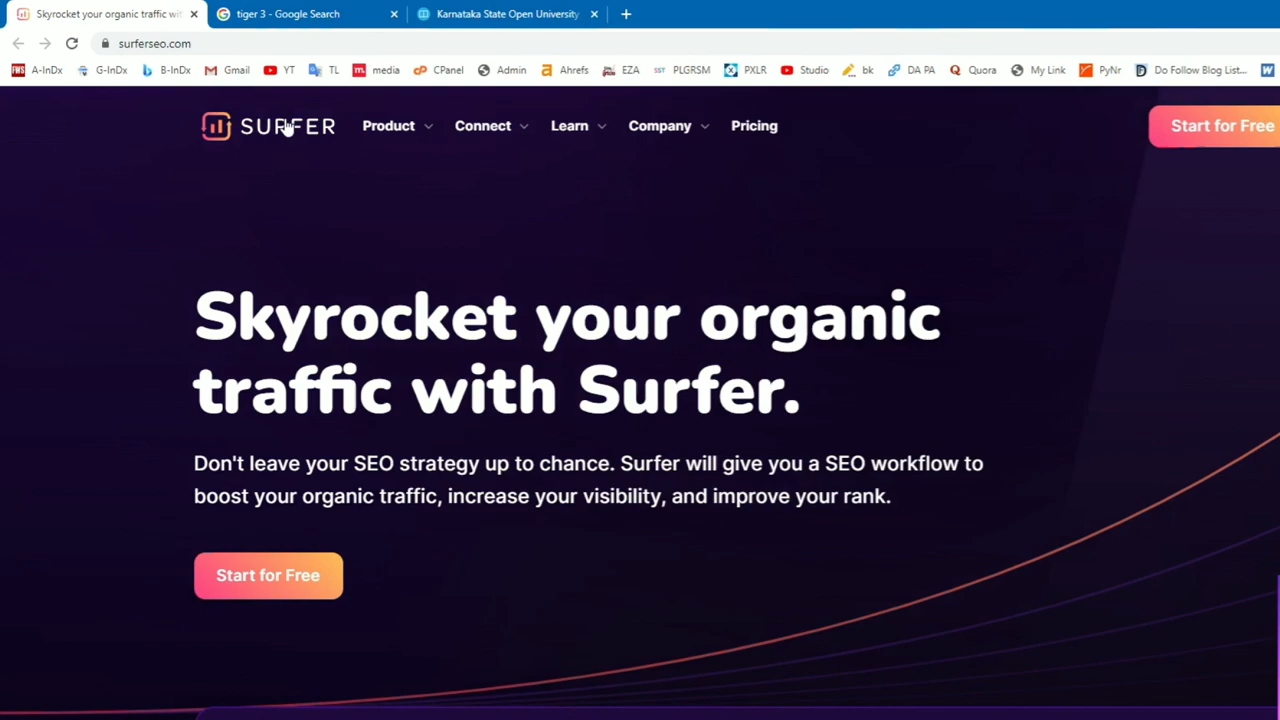 Skyrocket your organic traffic wit
tiger 3 - Google Search
Karnataka State Open University
surferseo.com
FWS A-InDx G-InDx B-InDx Gmail YT TL m media cP CPanel Admin a Ahrefs EZA SST PLGRSM PXLR Studio bk DA PA Q Quora My Link PyNr D Do Follow Blog List... W
SURFER Product Connect Learn Company Pricing Start for Free
Skyrocket your organic
traffic with Surfer.
Don't leave your SEO strategy up to chance. Surfer will give you a SEO workflow to
boost your organic traffic, increase your visibility, and improve your rank.
Start for Free